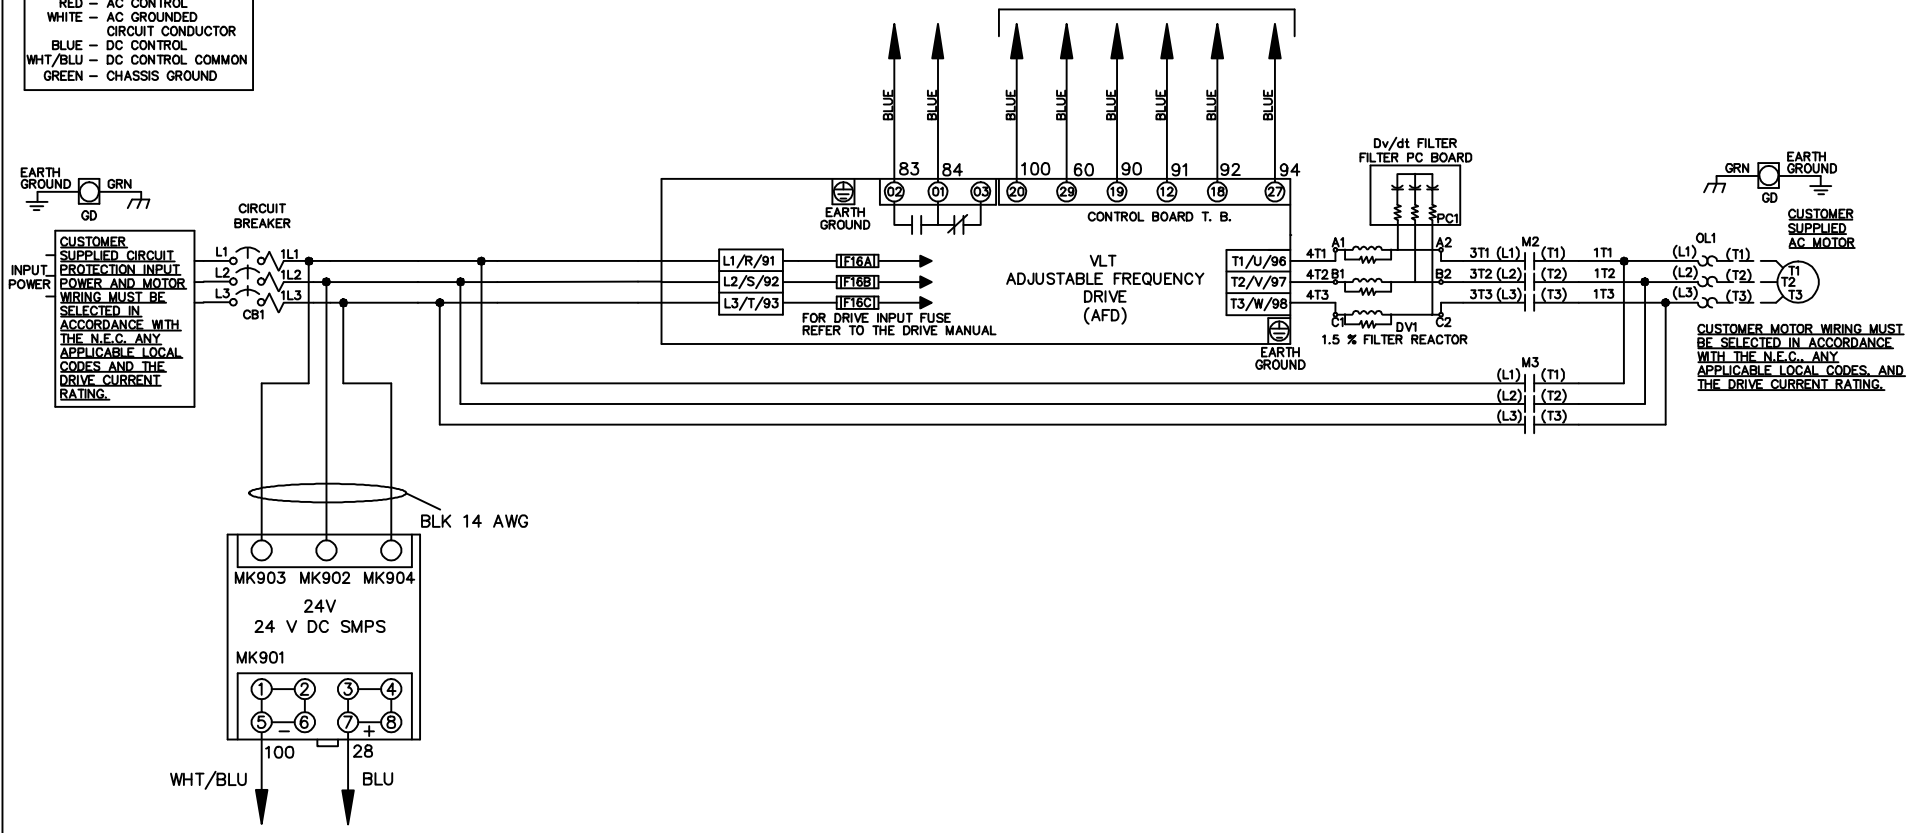 RED – AC CONTROL
WHITE – AC GROUNDED
CIRCUIT CONDUCTOR
BLUE – DC CONTROL
WHT/BLU – DC CONTROL COMMON
GREEN – CHASSIS GROUND
BLUE BLUE BLUE BLUE BLUE BLUE BLUE BLUE
83 84 100 60 90 91 92 94
02 01 03 20 29 19 12 18 27
EARTH
GROUND
CONTROL BOARD T. B.
EARTH
GROUND
GRN
GD
CIRCUIT
BREAKER
INPUT
POWER
CUSTOMER
SUPPLIED CIRCUIT
PROTECTION INPUT
POWER AND MOTOR
WIRING MUST BE
SELECTED IN
ACCORDANCE WITH
THE N.E.C. ANY
APPLICABLE LOCAL
CODES AND THE
DRIVE CURRENT
RATING.
L1 1L1
L2 1L2
L3 1L3
CB1
L1/R/91 F16A
L2/S/92 F16B
L3/T/93 F16C
FOR DRIVE INPUT FUSE
REFER TO THE DRIVE MANUAL
VLT
ADJUSTABLE FREQUENCY
DRIVE
(AFD)
T1/U/96
T2/V/97
T3/W/98
EARTH
GROUND
Dv/dt FILTER
FILTER PC BOARD
PC1
4T1 A1 A2
4T2 B1 B2
4T3 C1 C2
DV1
1.5 % FILTER REACTOR
M2
3T1 (L1) (T1) 1T1
3T2 (L2) (T2) 1T2
3T3 (L3) (T3) 1T3
M3
(L1) (T1)
(L2) (T2)
(L3) (T3)
OL1
(L1) (T1)
(L2) (T2)
(L3) (T3)
T1
T2
T3
GRN
EARTH
GROUND
GD
CUSTOMER
SUPPLIED
AC MOTOR
CUSTOMER MOTOR WIRING MUST
BE SELECTED IN ACCORDANCE
WITH THE N.E.C., ANY
APPLICABLE LOCAL CODES, AND
THE DRIVE CURRENT RATING.
BLK 14 AWG
MK903 MK902 MK904
24V
24 V DC SMPS
MK901
1 2 3 4
5 6 7 8
– +
100 28
WHT/BLU BLU